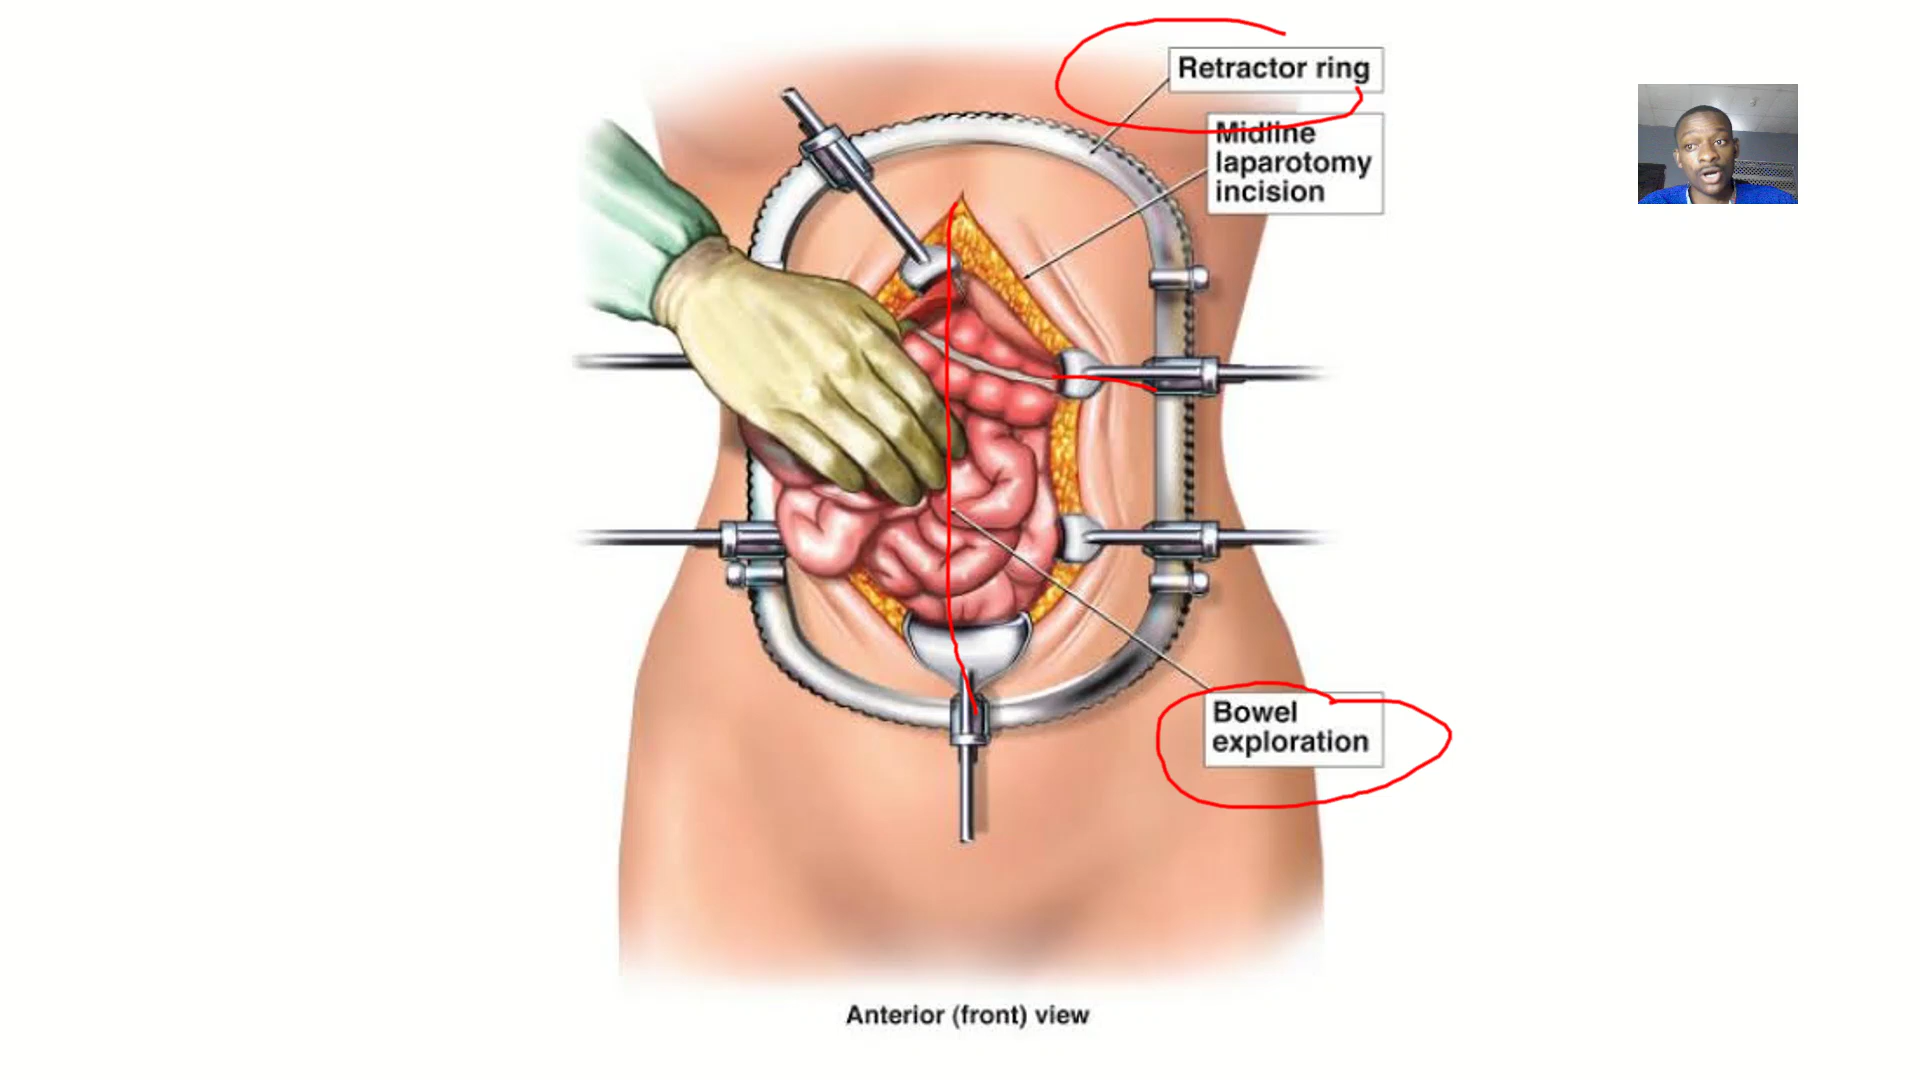 Retractor ring
Midline
laparotomy
incision
Bowel
exploration
Anterior (front) view